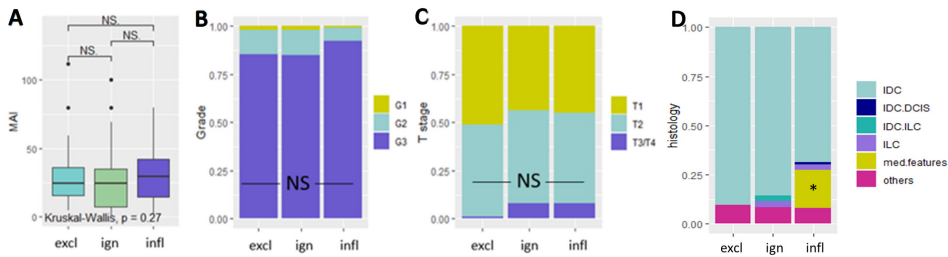 A
NS.
NS.
NS.
MAI
100
50
0
Kruskal-Wallis, p = 0.27
excl
ign
infl
B
Grade
1.00
0.75
0.50
0.25
0.00
NS
excl
ign
infl
G1
G2
G3
C
T stage
1.00
0.75
0.50
0.25
0.00
NS
excl
ign
infl
T1
T2
T3/T4
D
histology
1.00
0.75
0.50
0.25
0.00
*
excl
ign
infl
IDC
IDC.DCIS
IDC.ILC
ILC
med.features
others